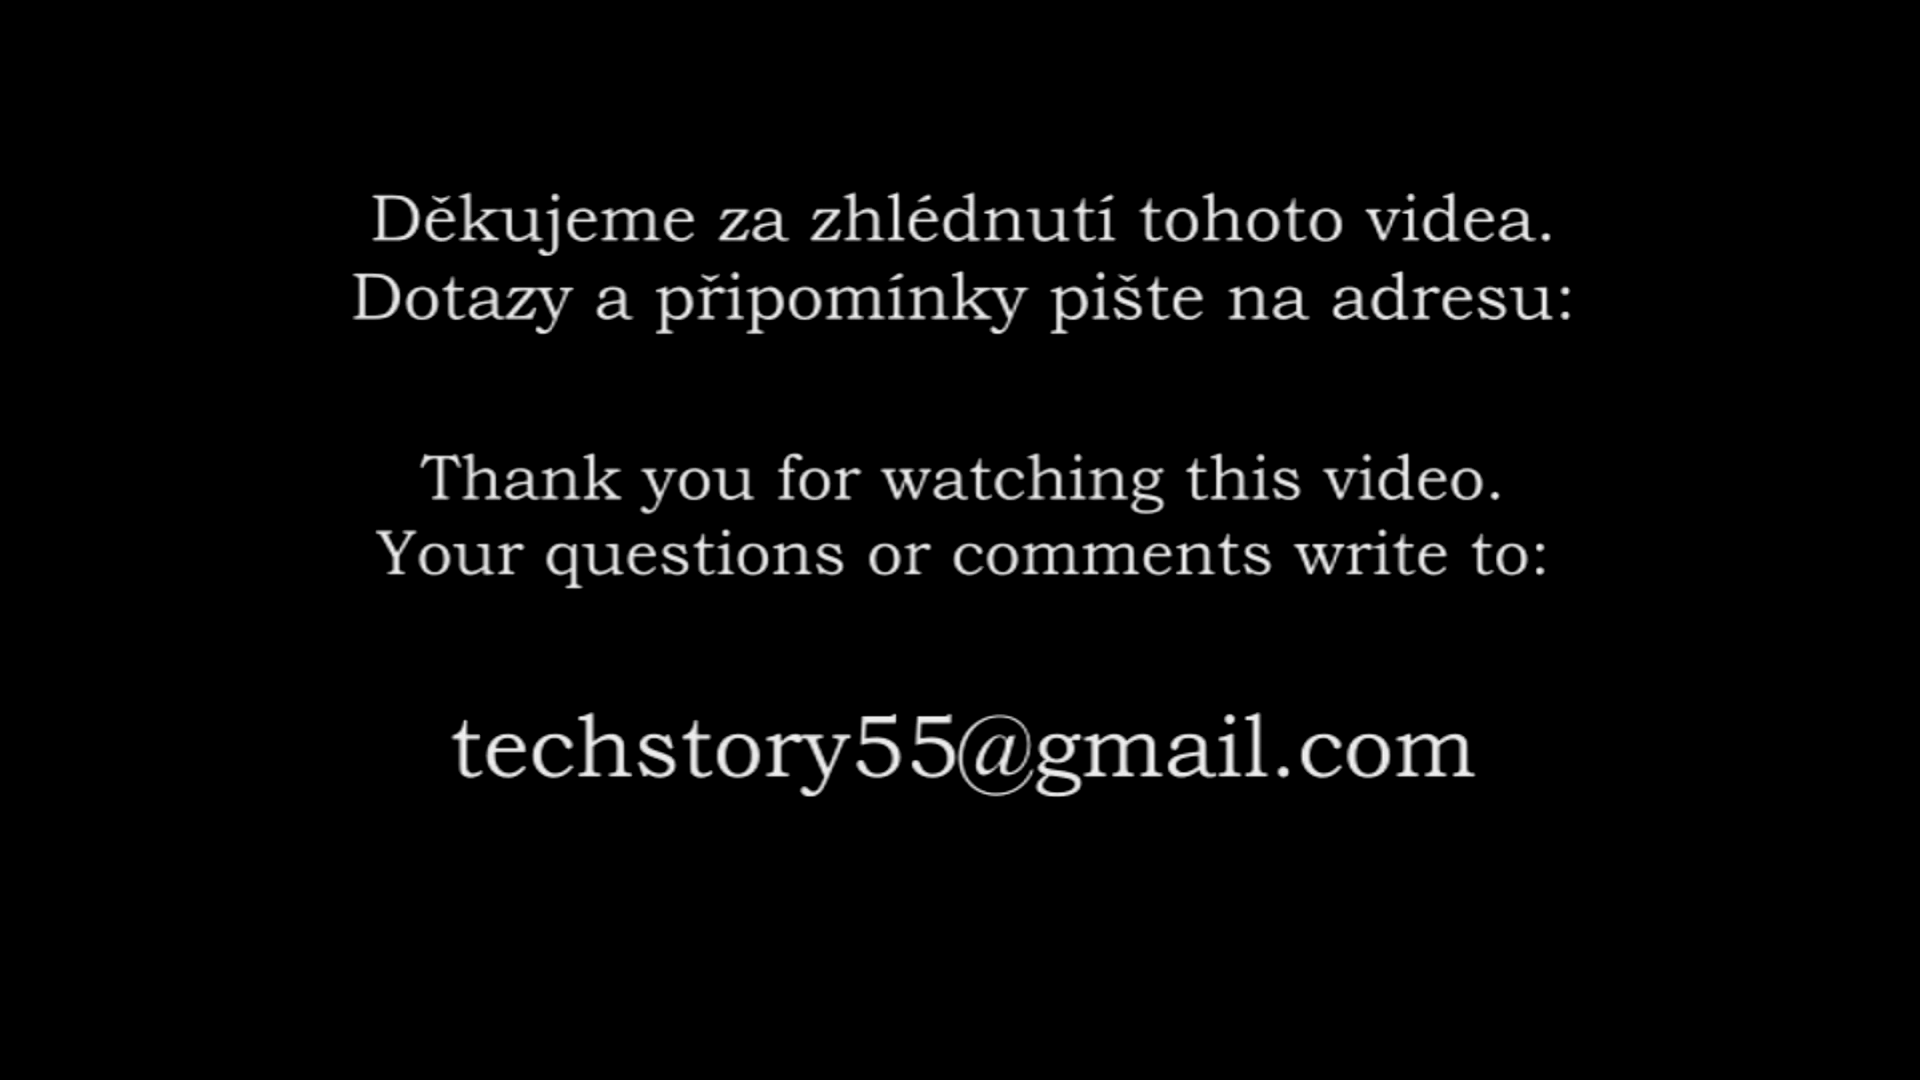 Děkujeme za zhlédnutí tohoto videa.
Dotazy a připomínky pište na adresu:
Thank you for watching this video.
Your questions or comments write to:
techstory55@gmail.com